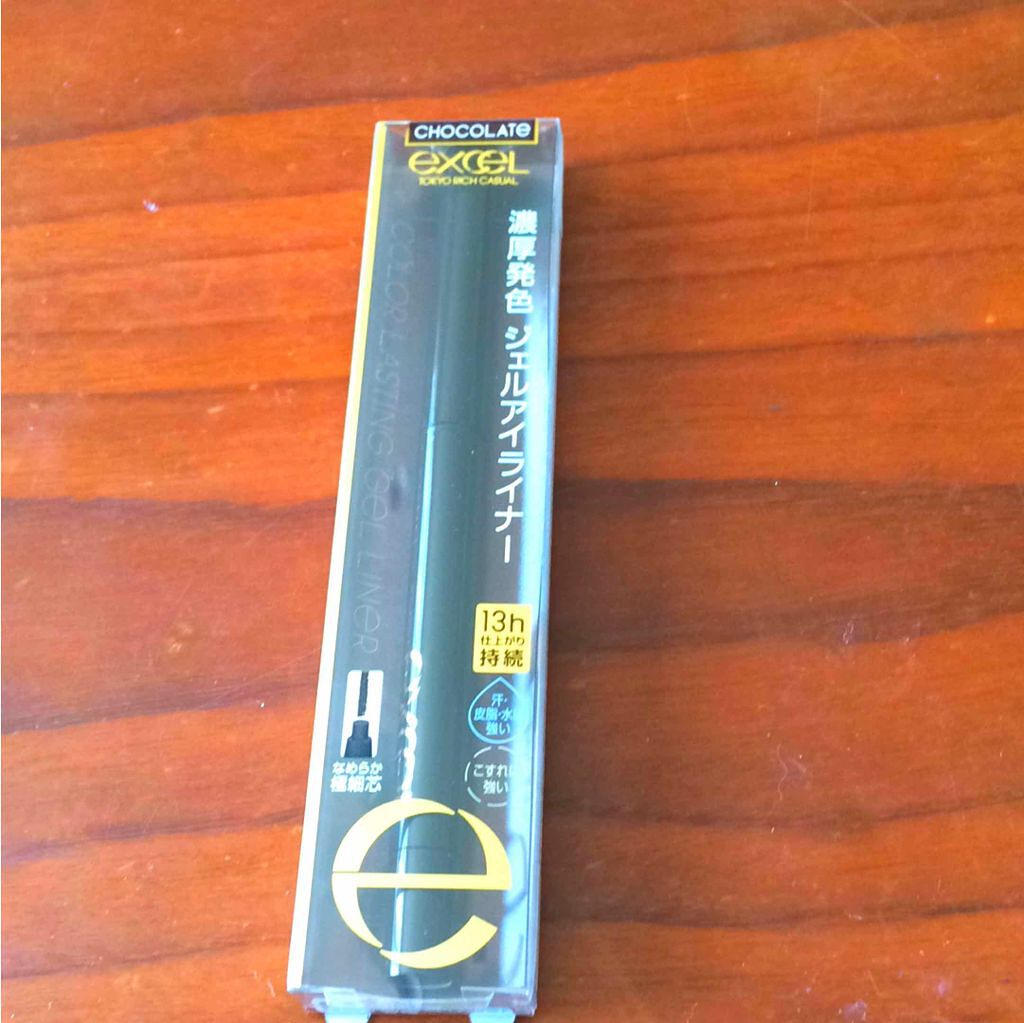 CHOCOLATE
excel
TOKYO RICH CASUAL
濃厚発色 ジェルアイライナー
COLOR LASTING GEL LINER
13h
仕上がり
持続
汗・
皮脂・水
強い
こすれ
強い
なめらか
極細芯
e